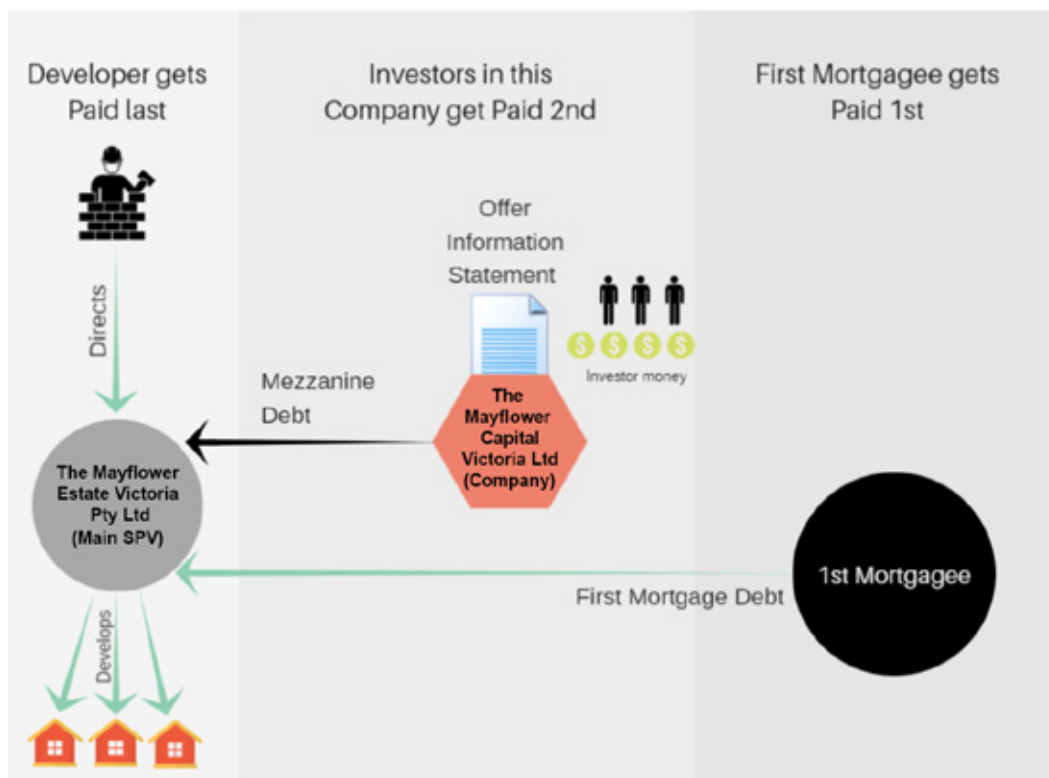 Developer gets
Paid last
Investors in this
Company get Paid 2nd
First Mortgagee gets
Paid 1st
Offer
Information
Statement
Directs
$ $ $ $
Investor money
Mezzanine
Debt
The
Mayflower
Capital
Victoria Ltd
(Company)
The Mayflower
Estate Victoria
Pty Ltd
(Main SPV)
1st Mortgagee
First Mortgage Debt
Develops